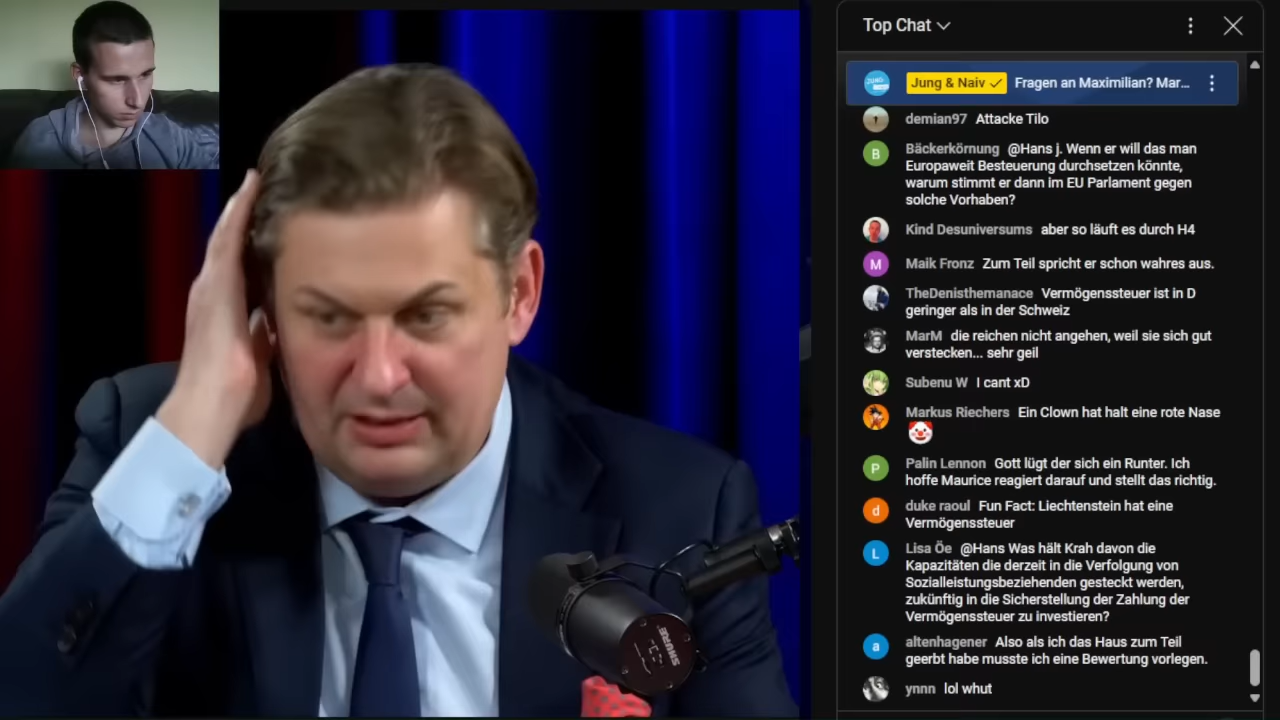 Top Chat
Jung & Naiv Fragen an Maximilian? Mar...
demian97 Attacke Tilo
Bäckerkörnung @Hans j. Wenn er will das man
Europaweit Besteuerung durchsetzen könnte,
warum stimmt er dann im EU Parlament gegen
solche Vorhaben?
Kind Desuniversums aber so läuft es durch H4
Maik Fronz Zum Teil spricht er schon wahres aus.
TheDenisthemanace Vermögenssteuer ist in D
geringer als in der Schweiz
MarM die reichen nicht angehen, weil sie sich gut
verstecken... sehr geil
Subenu W I cant xD
Markus Riechers Ein Clown hat halt eine rote Nase
🤡
Palin Lennon Gott lügt der sich ein Runter. Ich
hoffe Maurice reagiert darauf und stellt das richtig.
duke raoul Fun Fact: Liechtenstein hat eine
Vermögenssteuer
Lisa Öe @Hans Was hält Krah davon die
Kapazitäten die derzeit in die Verfolgung von
Sozialleistungsbeziehenden gesteckt werden,
zukünftig in die Sicherstellung der Zahlung der
Vermögenssteuer zu investieren?
altenhagener Also als ich das Haus zum Teil
geerbt habe musste ich eine Bewertung vorlegen.
ynnn lol whut
B
M
P
d
L
a
SHURE